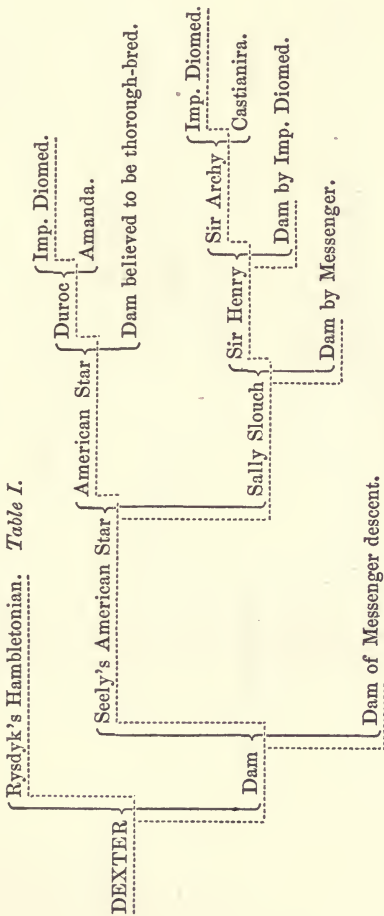 Rysdyk's Hambletonian. Table I.
DEXTER
Dam
Seely's American Star
Dam of Messenger descent.
American Star
Sally Slouch
Duroc
Dam believed to be thorough-bred.
Imp. Diomed.
Amanda.
Sir Henry
Dam by Messenger.
Sir Archy
Dam by Imp. Diomed.
Imp. Diomed.
Castianira.